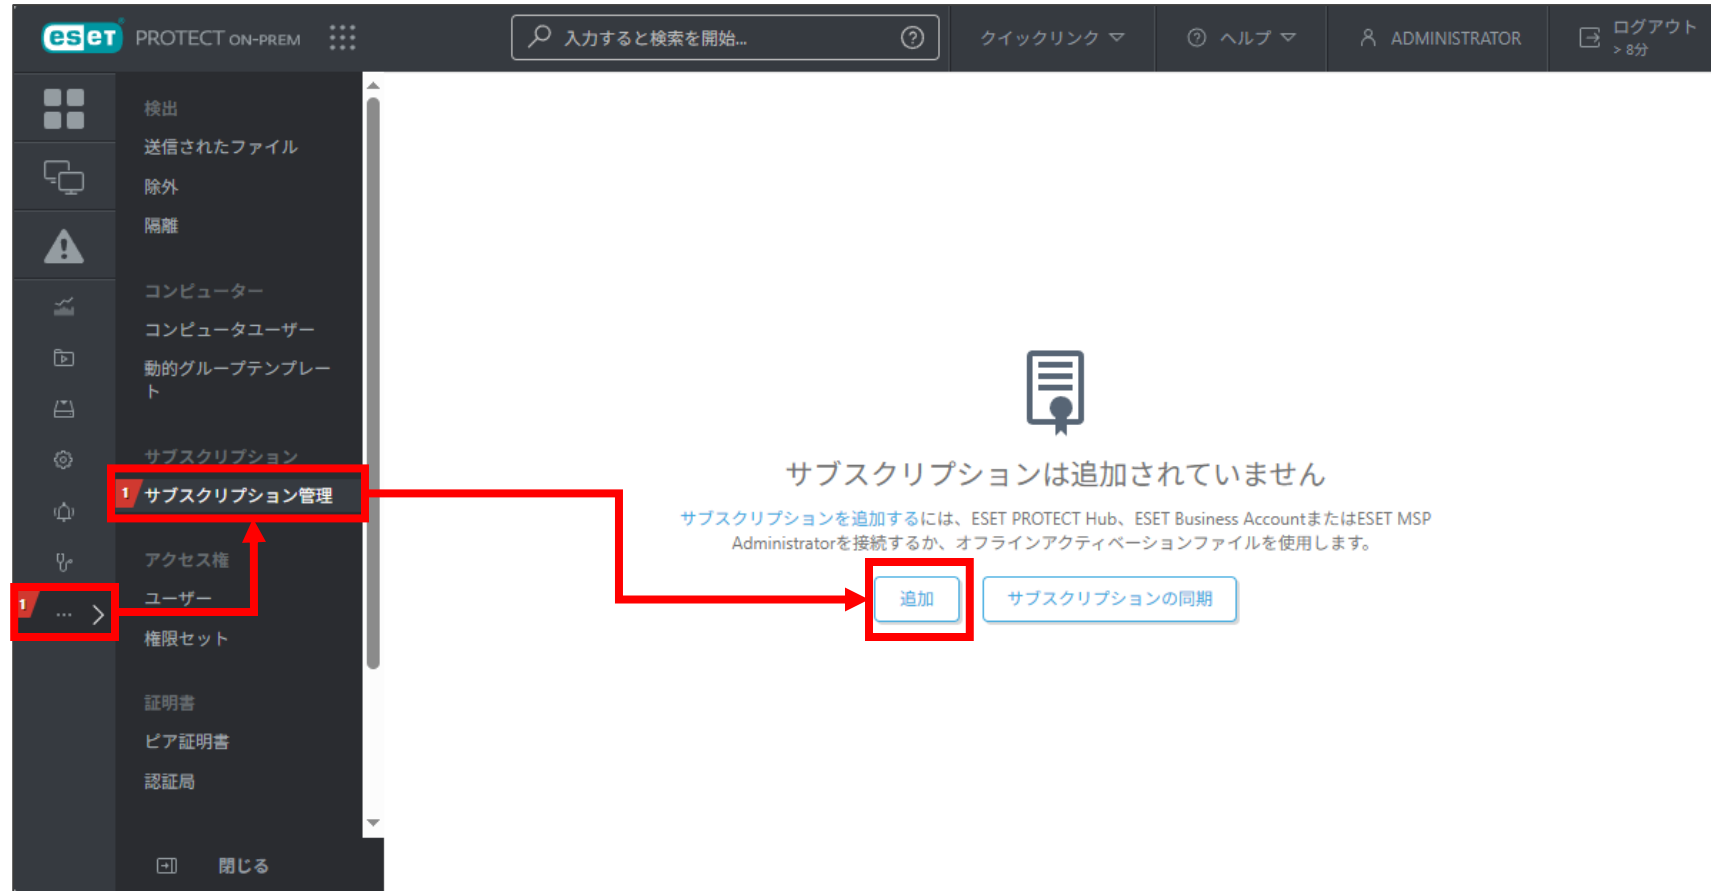 eset PROTECT ON-PREM
入力すると検索を開始...
クイックリンク
ヘルプ
ADMINISTRATOR
ログアウト
> 8分
検出
送信されたファイル
除外
隔離
コンピューター
コンピュータユーザー
動的グループテンプレー
ト
サブスクリプション
1 サブスクリプション管理
アクセス権
ユーザー
権限セット
証明書
ピア証明書
認証局
閉じる
1 ...
サブスクリプションは追加されていません
サブスクリプションを追加するには、ESET PROTECT Hub、ESET Business AccountまたはESET MSP
Administratorを接続するか、オフラインアクティベーションファイルを使用します。
追加
サブスクリプションの同期